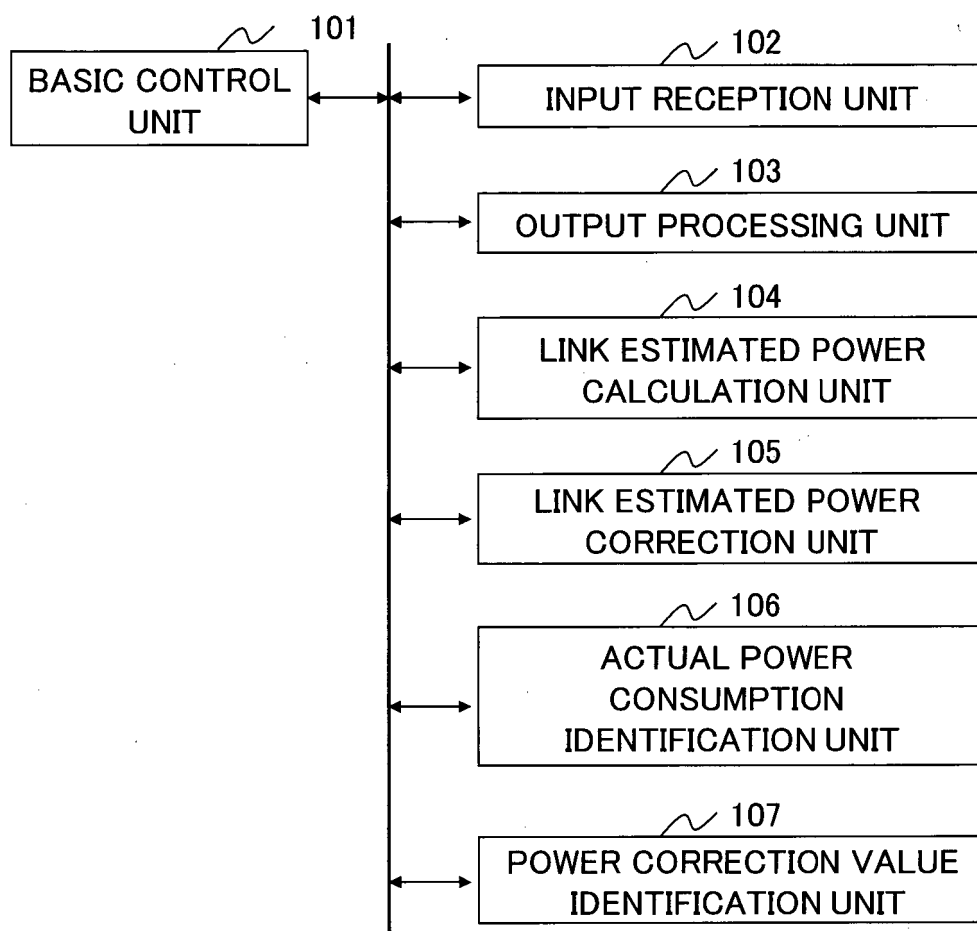 101
BASIC CONTROL
UNIT
102
INPUT RECEPTION UNIT
103
OUTPUT PROCESSING UNIT
104
LINK ESTIMATED POWER
CALCULATION UNIT
105
LINK ESTIMATED POWER
CORRECTION UNIT
106
ACTUAL POWER
CONSUMPTION
IDENTIFICATION UNIT
107
POWER CORRECTION VALUE
IDENTIFICATION UNIT